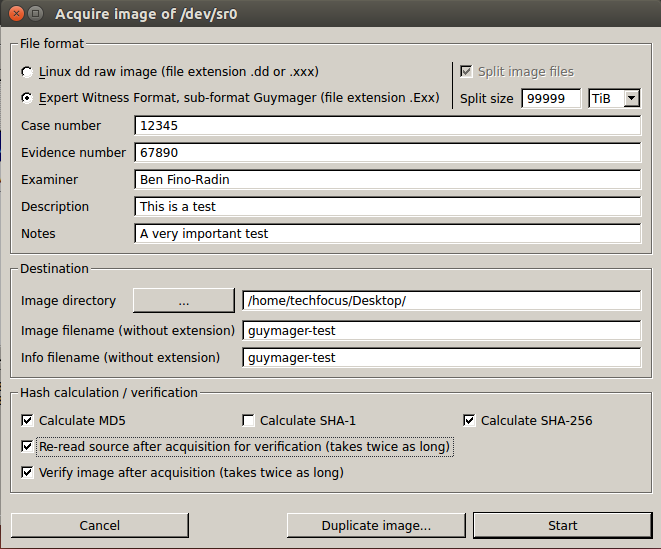 Acquire image of /dev/sr0
File format
Linux dd raw image (file extension .dd or .xxx)
Split image files
Expert Witness Format, sub-format Guymager (file extension .Exx)
Split size 99999 TiB
Case number 12345
Evidence number 67890
Examiner Ben Fino-Radin
Description This is a test
Notes A very important test
Destination
Image directory ... /home/techfocus/Desktop/
Image filename (without extension) guymager-test
Info filename (without extension) guymager-test
Hash calculation / verification
Calculate MD5 Calculate SHA-1 Calculate SHA-256
Re-read source after acquisition for verification (takes twice as long)
Verify image after acquisition (takes twice as long)
Cancel Duplicate image... Start